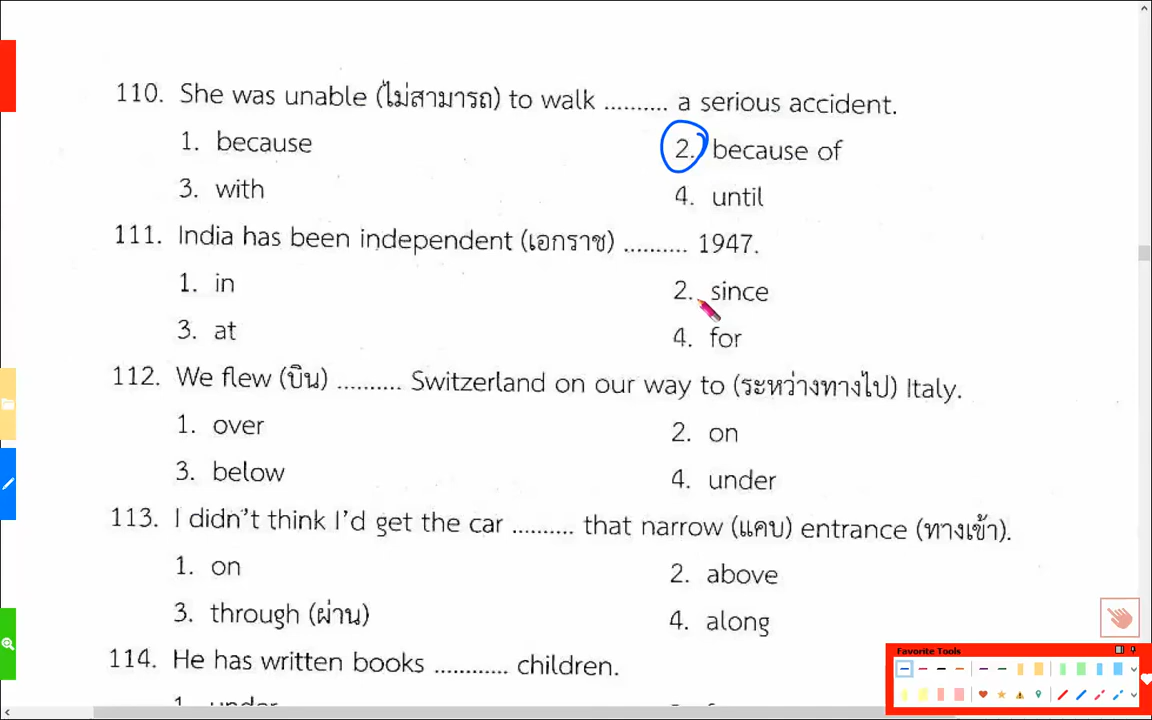 110. She was unable (ไม่สามารถ) to walk .......... a serious accident.
1. because 2. because of
3. with 4. until
111. India has been independent (เอกราช) .......... 1947.
1. in 2. since
3. at 4. for
112. We flew (บิน) .......... Switzerland on our way to (ระหว่างทางไป) Italy.
1. over 2. on
3. below 4. under
113. I didn't think I'd get the car .......... that narrow (แคบ) entrance (ทางเข้า).
1. on 2. above
3. through (ผ่าน) 4. along
114. He has written books ............ children.
Favorite Tools